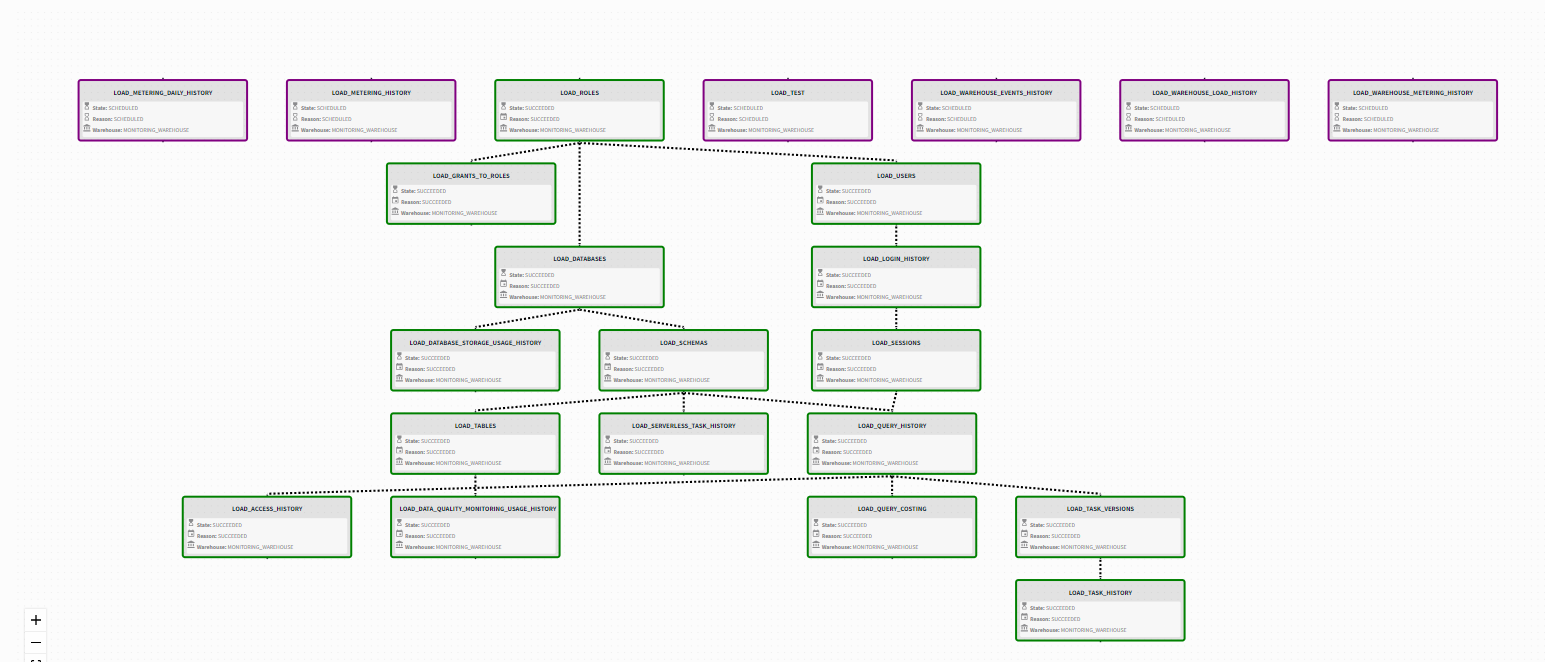 LOAD_METERING_DAILY_HISTORY
State: SCHEDULED
Reason: SCHEDULED
Warehouse: MONITORING_WAREHOUSE
LOAD_METERING_HISTORY
State: SCHEDULED
Reason: SCHEDULED
Warehouse: MONITORING_WAREHOUSE
LOAD_ROLES
State: SUCCEEDED
Reason: SUCCEEDED
Warehouse: MONITORING_WAREHOUSE
LOAD_TEST
State: SCHEDULED
Reason: SCHEDULED
Warehouse: MONITORING_WAREHOUSE
LOAD_WAREHOUSE_EVENTS_HISTORY
State: SCHEDULED
Reason: SCHEDULED
Warehouse: MONITORING_WAREHOUSE
LOAD_WAREHOUSE_LOAD_HISTORY
State: SCHEDULED
Reason: SCHEDULED
Warehouse: MONITORING_WAREHOUSE
LOAD_WAREHOUSE_METERING_HISTORY
State: SCHEDULED
Reason: SCHEDULED
Warehouse: MONITORING_WAREHOUSE
LOAD_GRANTS_TO_ROLES
State: SUCCEEDED
Reason: SUCCEEDED
Warehouse: MONITORING_WAREHOUSE
LOAD_USERS
State: SUCCEEDED
Reason: SUCCEEDED
Warehouse: MONITORING_WAREHOUSE
LOAD_DATABASES
State: SUCCEEDED
Reason: SUCCEEDED
Warehouse: MONITORING_WAREHOUSE
LOAD_LOGIN_HISTORY
State: SUCCEEDED
Reason: SUCCEEDED
Warehouse: MONITORING_WAREHOUSE
LOAD_DATABASE_STORAGE_USAGE_HISTORY
State: SUCCEEDED
Reason: SUCCEEDED
Warehouse: MONITORING_WAREHOUSE
LOAD_SCHEMAS
State: SUCCEEDED
Reason: SUCCEEDED
Warehouse: MONITORING_WAREHOUSE
LOAD_SESSIONS
State: SUCCEEDED
Reason: SUCCEEDED
Warehouse: MONITORING_WAREHOUSE
LOAD_TABLES
State: SUCCEEDED
Reason: SUCCEEDED
Warehouse: MONITORING_WAREHOUSE
LOAD_SERVERLESS_TASK_HISTORY
State: SUCCEEDED
Reason: SUCCEEDED
Warehouse: MONITORING_WAREHOUSE
LOAD_QUERY_HISTORY
State: SUCCEEDED
Reason: SUCCEEDED
Warehouse: MONITORING_WAREHOUSE
LOAD_ACCESS_HISTORY
State: SUCCEEDED
Reason: SUCCEEDED
Warehouse: MONITORING_WAREHOUSE
LOAD_DATA_QUALITY_MONITORING_USAGE_HISTORY
State: SUCCEEDED
Reason: SUCCEEDED
Warehouse: MONITORING_WAREHOUSE
LOAD_QUERY_COSTING
State: SUCCEEDED
Reason: SUCCEEDED
Warehouse: MONITORING_WAREHOUSE
LOAD_TASK_VERSIONS
State: SUCCEEDED
Reason: SUCCEEDED
Warehouse: MONITORING_WAREHOUSE
LOAD_TASK_HISTORY
State: SUCCEEDED
Reason: SUCCEEDED
Warehouse: MONITORING_WAREHOUSE